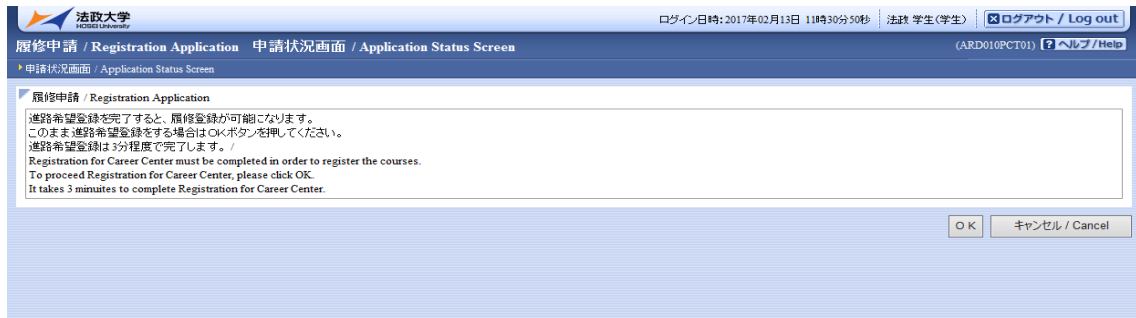 法政大学
HOSEI University
ログイン日時:2017年02月13日 11時30分50秒 法政 学生(学生) ログアウト / Log out
履修申請 / Registration Application 申請状況画面 / Application Status Screen
(ARD010PCT01) ? ヘルプ/Help
申請状況画面 / Application Status Screen
履修申請 / Registration Application
進路希望登録を完了すると、履修登録が可能になります。
このまま進路希望登録をする場合はOKボタンを押してください。
進路希望登録は3分程度で完了します。/
Registration for Career Center must be completed in order to register the courses.
To proceed Registration for Career Center, please click OK.
It takes 3 minuites to complete Registration for Career Center.
OK キャンセル / Cancel